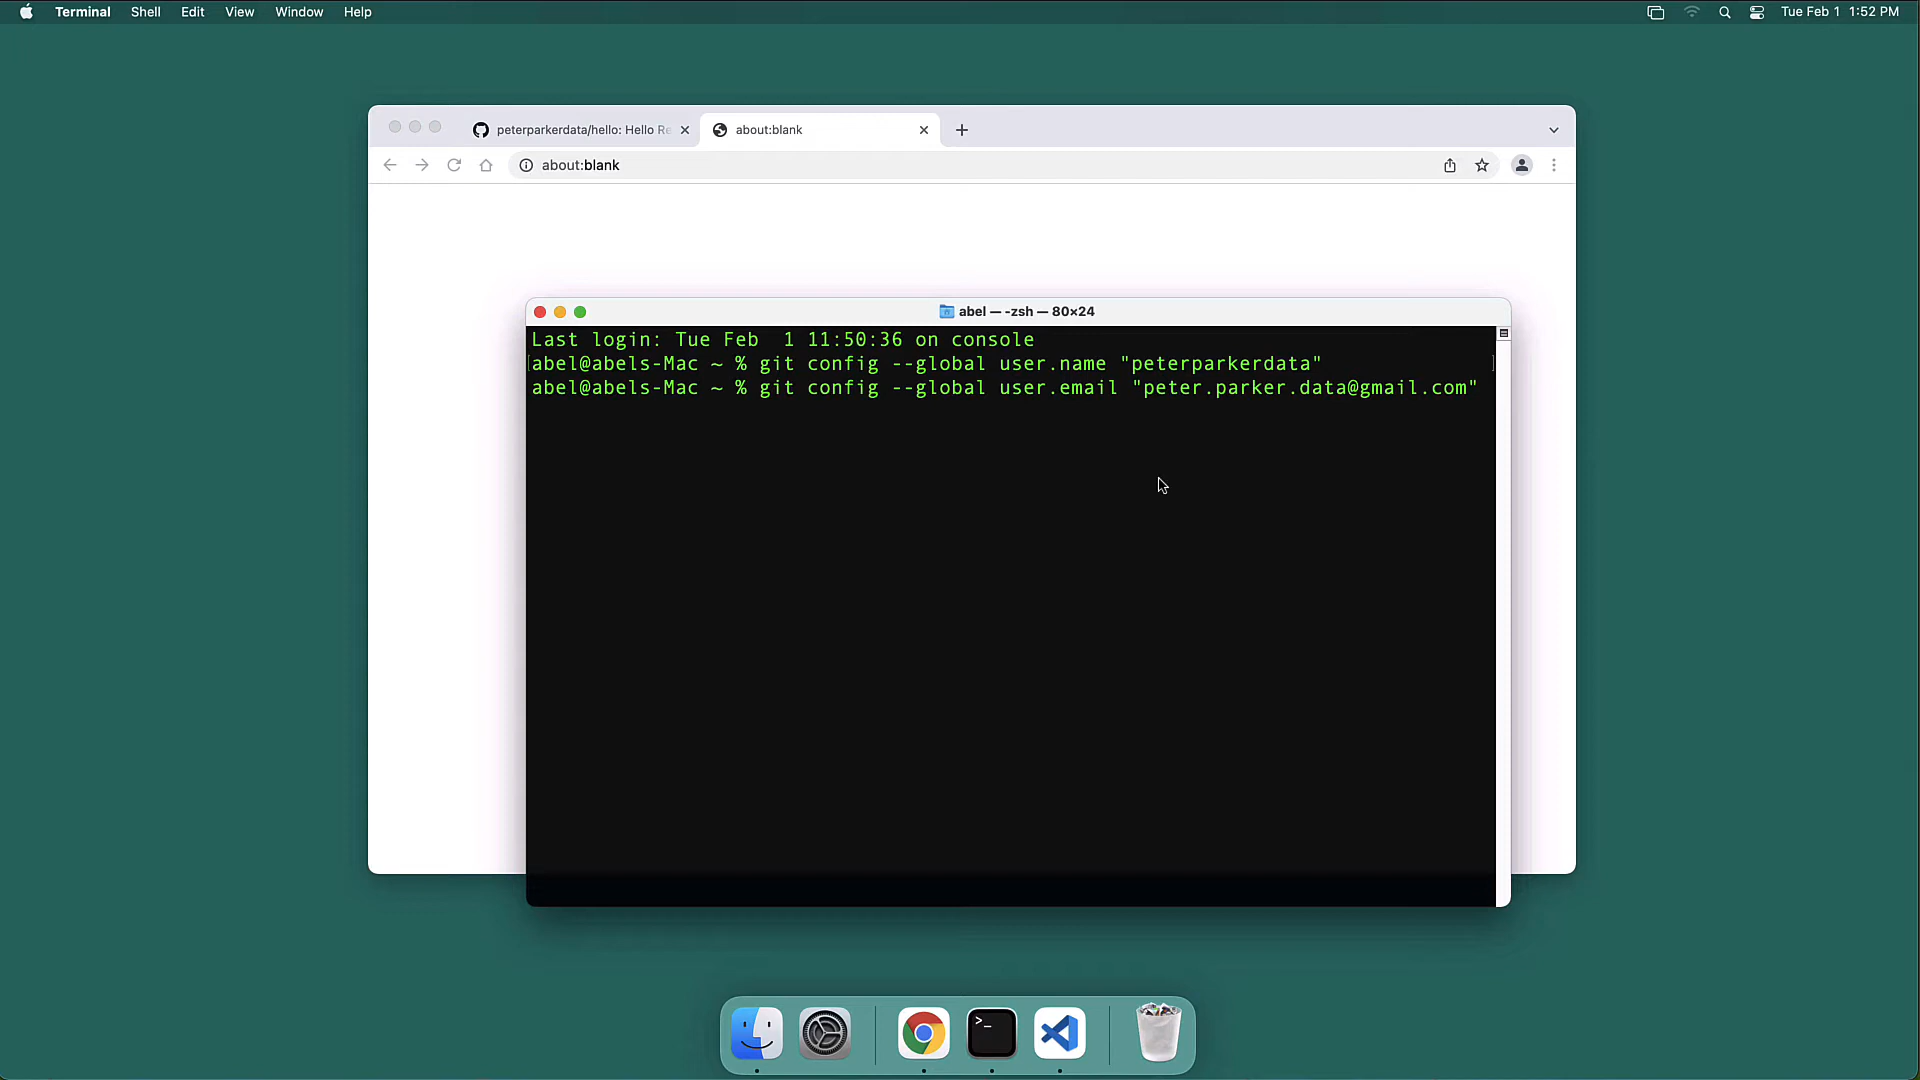 Terminal Shell Edit View Window Help Tue Feb 1 1:52 PM
peterparkerdata/hello: Hello Re about:blank
about:blank
abel — -zsh — 80×24
Last login: Tue Feb  1 11:50:36 on console
abel@abels-Mac ~ % git config --global user.name "peterparkerdata"
abel@abels-Mac ~ % git config --global user.email "peter.parker.data@gmail.com"
>_